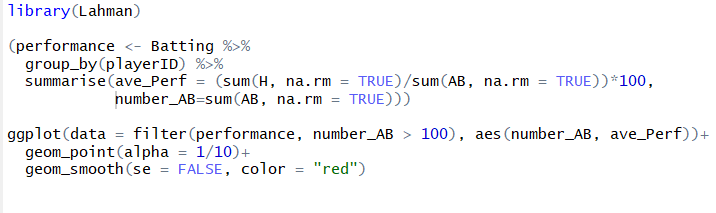 library(Lahman)
(performance <- Batting %>%
  group_by(playerID) %>%
  summarise(ave_Perf = (sum(H, na.rm = TRUE)/sum(AB, na.rm = TRUE))*100,
            number_AB=sum(AB, na.rm = TRUE)))
ggplot(data = filter(performance, number_AB > 100), aes(number_AB, ave_Perf))+
  geom_point(alpha = 1/10)+
  geom_smooth(se = FALSE, color = "red")